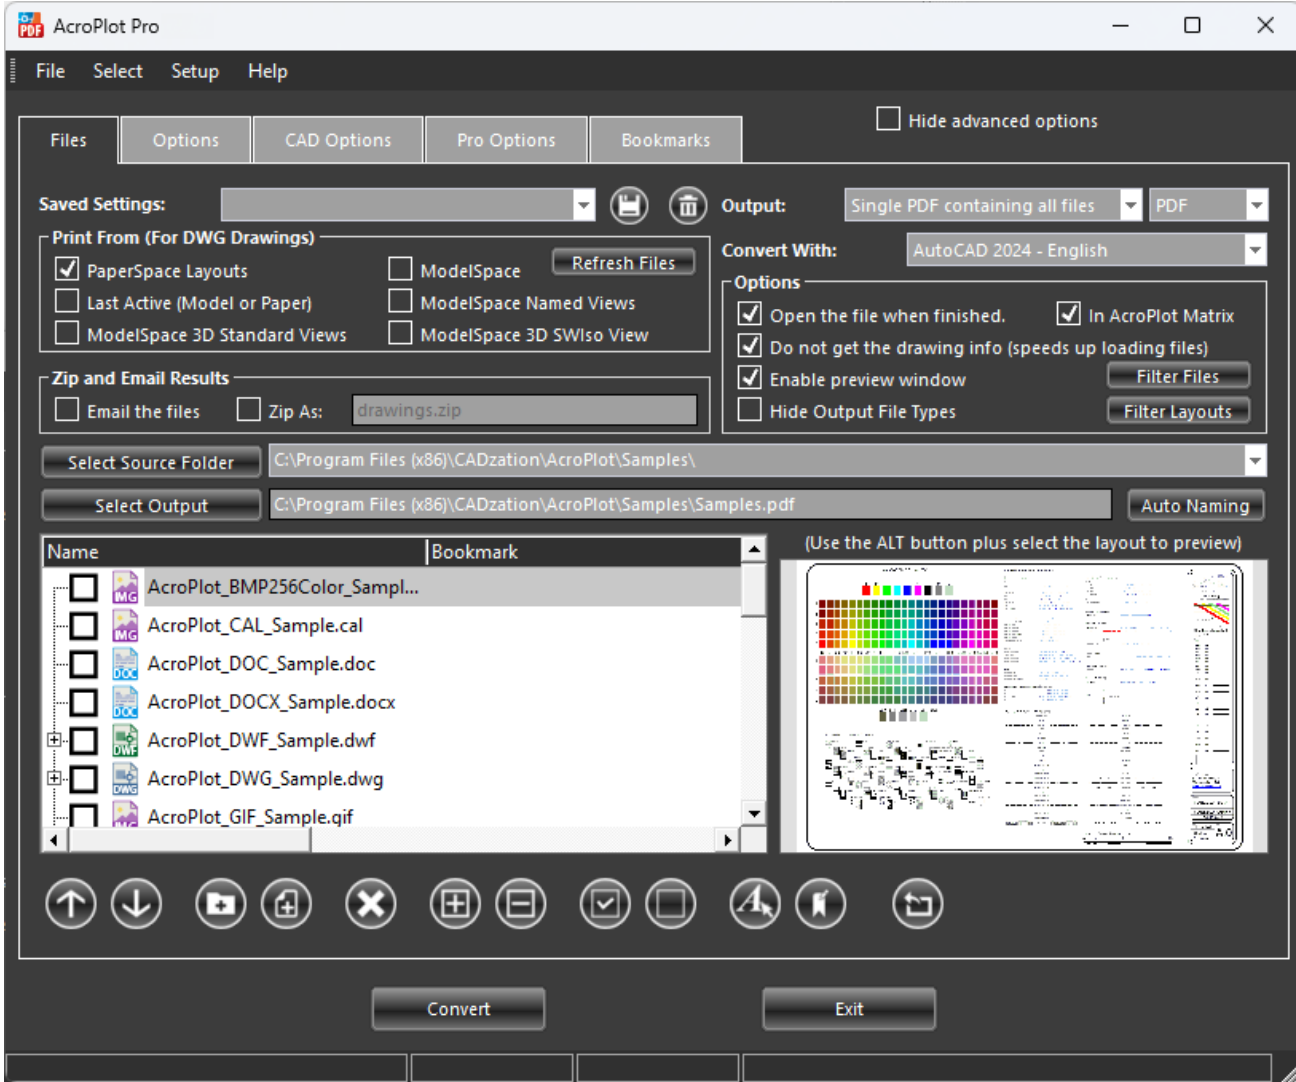 AcroPlot Pro
File Select Setup Help
Hide advanced options
Files Options CAD Options Pro Options Bookmarks
Saved Settings:
Output: Single PDF containing all files PDF
Print From (For DWG Drawings)
PaperSpace Layouts ModelSpace Refresh Files
Last Active (Model or Paper) ModelSpace Named Views
ModelSpace 3D Standard Views ModelSpace 3D SWIso View
Convert With: AutoCAD 2024 - English
Options
Open the file when finished. In AcroPlot Matrix
Do not get the drawing info (speeds up loading files)
Enable preview window Filter Files
Hide Output File Types Filter Layouts
Zip and Email Results
Email the files Zip As: drawings.zip
Select Source Folder C:\Program Files (x86)\CADzation\AcroPlot\Samples\
Select Output C:\Program Files (x86)\CADzation\AcroPlot\Samples\Samples.pdf Auto Naming
Name Bookmark
AcroPlot_BMP256Color_Sampl...
AcroPlot_CAL_Sample.cal
AcroPlot_DOC_Sample.doc
AcroPlot_DOCX_Sample.docx
AcroPlot_DWF_Sample.dwf
AcroPlot_DWG_Sample.dwg
AcroPlot_GIF_Sample.gif
(Use the ALT button plus select the layout to preview)
Convert Exit